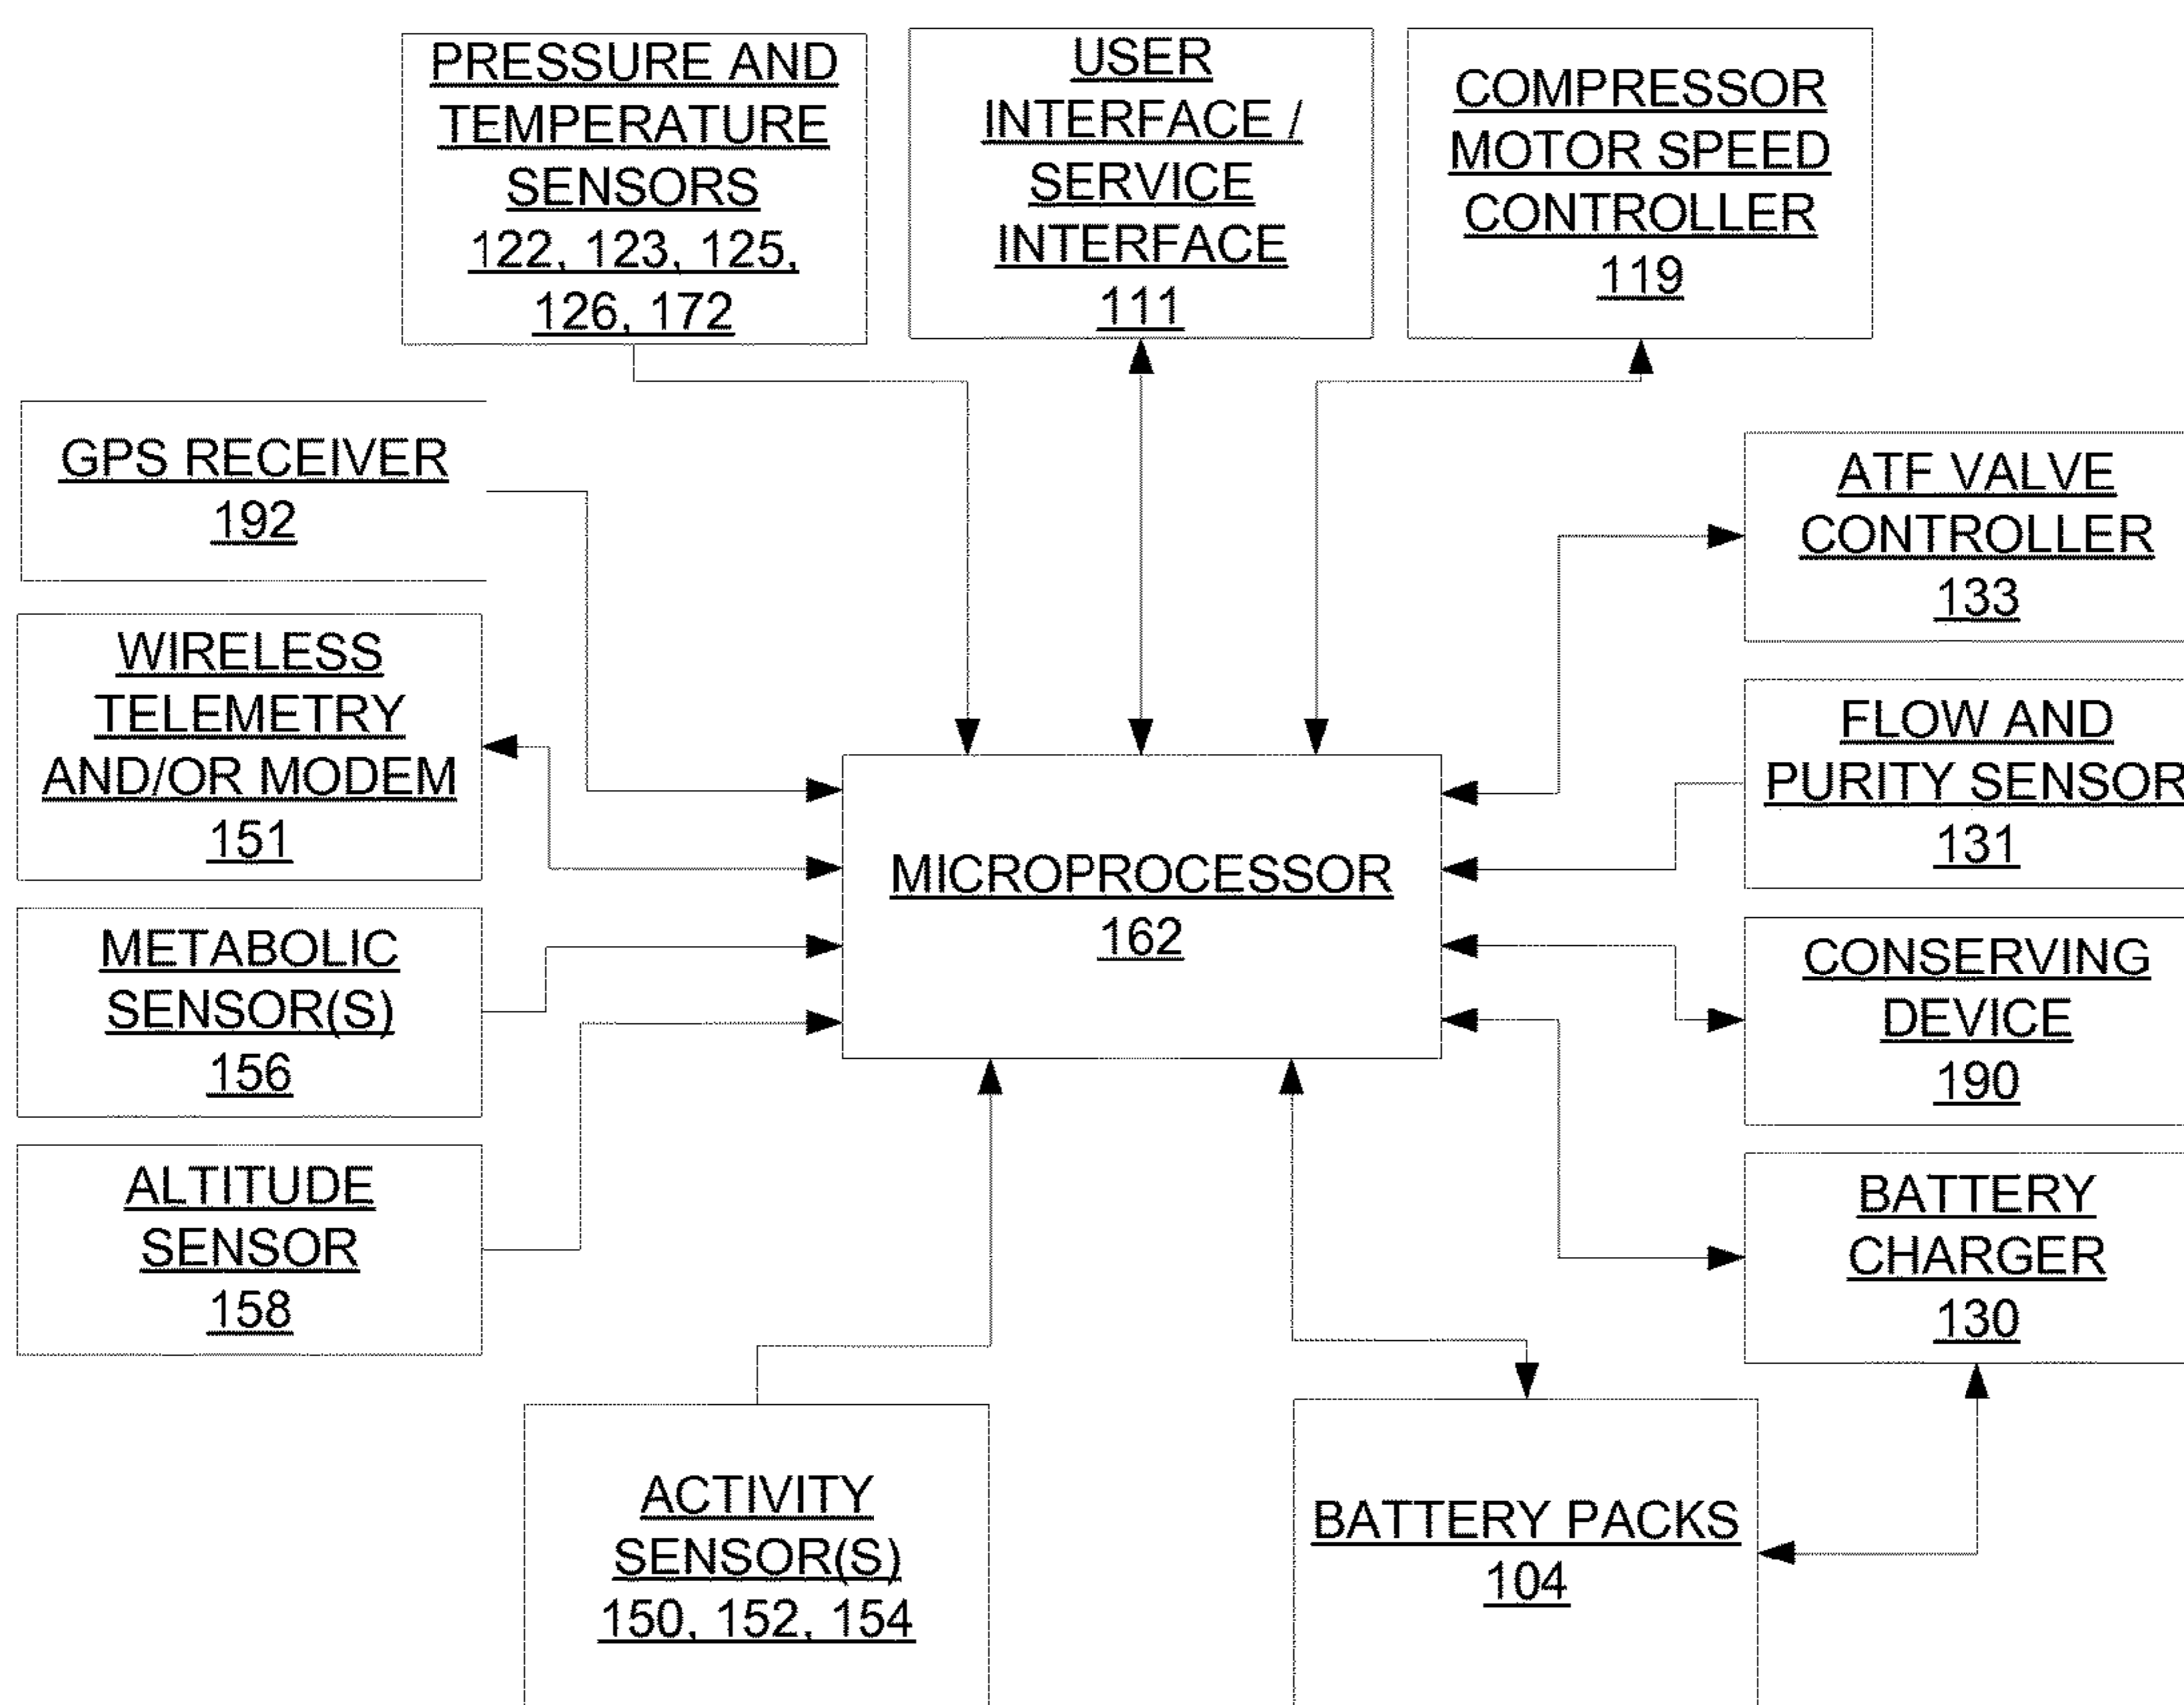 PRESSURE AND
TEMPERATURE
SENSORS
122, 123, 125,
126, 172
USER
INTERFACE /
SERVICE
INTERFACE
111
COMPRESSOR
MOTOR SPEED
CONTROLLER
119
GPS RECEIVER
192
WIRELESS
TELEMETRY
AND/OR MODEM
151
METABOLIC
SENSOR(S)
156
ALTITUDE
SENSOR
158
MICROPROCESSOR
162
ATF VALVE
CONTROLLER
133
FLOW AND
PURITY SENSOR
131
CONSERVING
DEVICE
190
BATTERY
CHARGER
130
ACTIVITY
SENSOR(S)
150, 152, 154
BATTERY PACKS
104